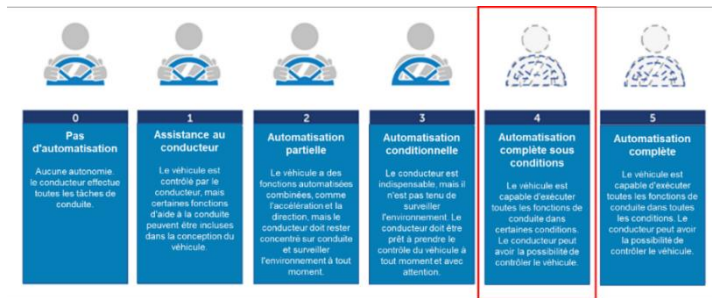 0
Pas
d'automatisation
Aucune autonomie.
le conducteur effectue
toutes les tâches de
conduite.
1
Assistance au
conducteur
Le véhicule est
contrôlé par le
conducteur, mais
certaines fonctions
d'aide à la conduite
peuvent être incluses
dans la conception du
véhicule.
2
Automatisation
partielle
Le véhicule a des
fonctions automatisées
combinées, comme
l'accélération et la
direction, mais le
conducteur doit rester
concentré sur conduite
et surveiller
l'environnement à tout
moment.
3
Automatisation
conditionnelle
Le conducteur est
indispensable, mais il
n'est pas tenu de
surveiller
l'environnement. Le
conducteur doit être
prêt à prendre le
contrôle du véhicule à
tout moment et avec
attention.
4
Automatisation
complète sous
conditions
Le véhicule est
capable d'exécuter
toutes les fonctions de
conduite dans
certaines conditions.
Le conducteur peut
avoir la possibilité de
contrôler le véhicule.
5
Automatisation
complète
Le véhicule est
capable d'exécuter
toutes les fonctions de
conduite dans toutes
les conditions. Le
conducteur peut avoir
la possibilité de
contrôler le véhicule.